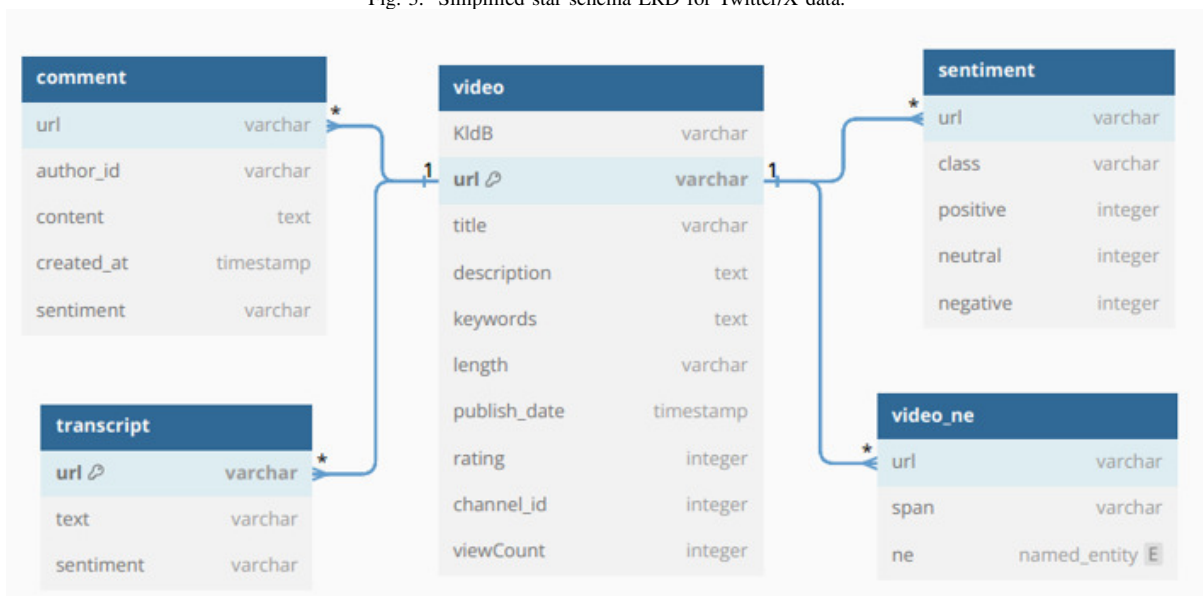 Fig. 3. Simplified star schema ERD for Twitter/X data.
comment
url varchar *
author_id varchar
content text
created_at timestamp
sentiment varchar
transcript
url varchar *
text varchar
sentiment varchar
video
KldB varchar
1 url varchar 1
title varchar
description text
keywords text
length varchar
publish_date timestamp
rating integer
channel_id integer
viewCount integer
sentiment
* url varchar
class varchar
positive integer
neutral integer
negative integer
video_ne
* url varchar
span varchar
ne named_entity E